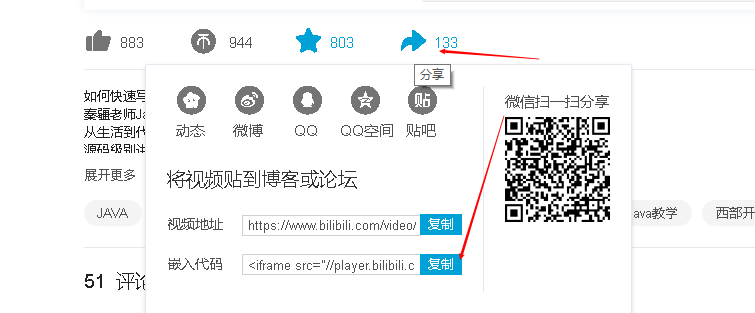 883 944 803 133
分享
如何快速写
秦疆老师Ja
从生活到代
源码级别进
展开更多
动态 微博 QQ QQ空间 贴吧
微信扫一扫分享
将视频贴到博客或论坛
视频地址 https://www.bilibili.com/video/ 复制
嵌入代码 <iframe src="//player.bilibili.c 复制
JAVA ava教学 西部开
51 评论